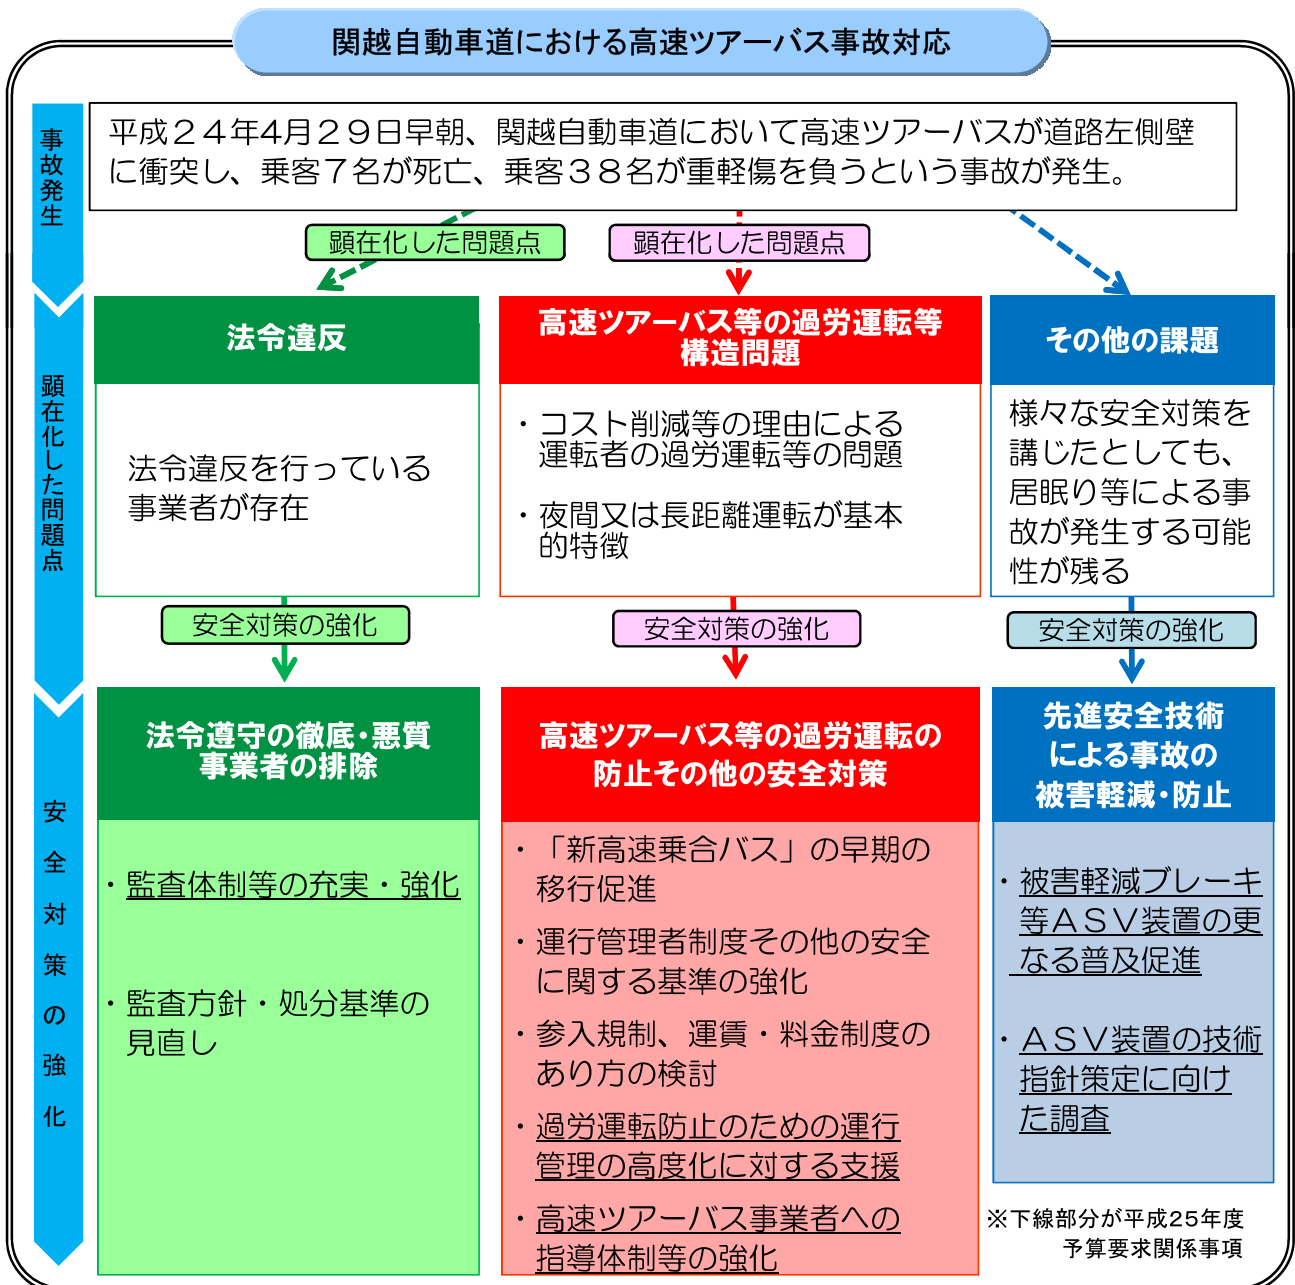 関越自動車道における高速ツアーバス事故対応
事故発生
平成２４年4月２９日早朝、関越自動車道において高速ツアーバスが道路左側壁
に衝突し、乗客７名が死亡、乗客３８名が重軽傷を負うという事故が発生。
顕在化した問題点
顕在化した問題点
顕在化した問題点
法令違反
法令違反を行っている
事業者が存在
高速ツアーバス等の過労運転等
構造問題
・コスト削減等の理由による
運転者の過労運転等の問題
・夜間又は長距離運転が基本
的特徴
その他の課題
様々な安全対策を
講じたとしても、
居眠り等による事
故が発生する可能
性が残る
安全対策の強化
安全対策の強化
安全対策の強化
安全対策の強化
法令遵守の徹底・悪質
事業者の排除
・監査体制等の充実・強化
・監査方針・処分基準の
見直し
高速ツアーバス等の過労運転の
防止その他の安全対策
・「新高速乗合バス」の早期の
移行促進
・運行管理者制度その他の安全
に関する基準の強化
・参入規制、運賃・料金制度の
あり方の検討
・過労運転防止のための運行
管理の高度化に対する支援
・高速ツアーバス事業者への
指導体制等の強化
先進安全技術
による事故の
被害軽減・防止
・被害軽減ブレーキ
等ＡＳＶ装置の更
なる普及促進
・ＡＳＶ装置の技術
指針策定に向け
た調査
※下線部分が平成25年度
予算要求関係事項